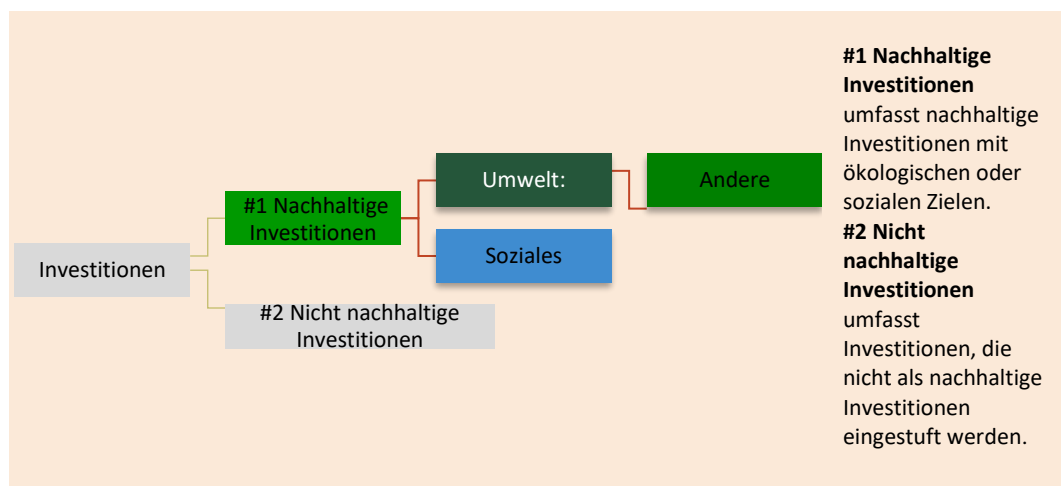 Investitionen
#1 Nachhaltige
Investitionen
#2 Nicht nachhaltige
Investitionen
Umwelt:
Soziales
Andere
#1 Nachhaltige
Investitionen
umfasst nachhaltige
Investitionen mit
ökologischen oder
sozialen Zielen.
#2 Nicht
nachhaltige
Investitionen
umfasst
Investitionen, die
nicht als nachhaltige
Investitionen
eingestuft werden.